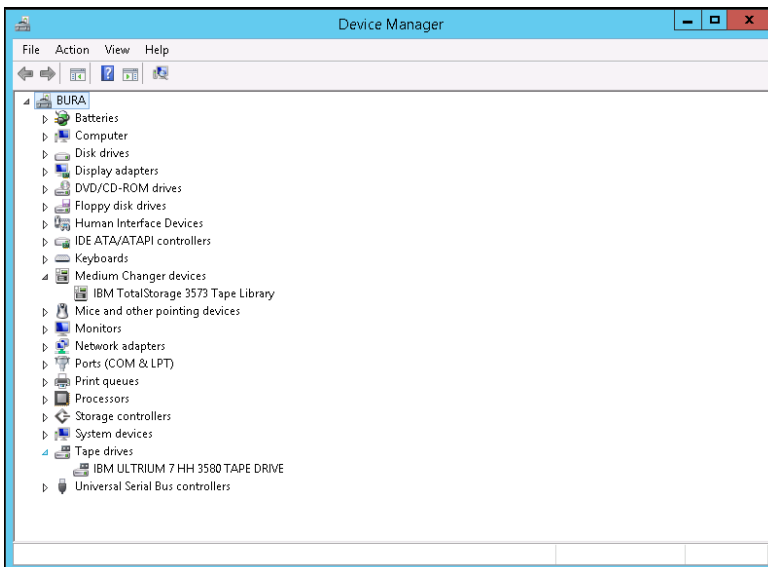 Device Manager
File Action View Help
BURA
Batteries
Computer
Disk drives
Display adapters
DVD/CD-ROM drives
Floppy disk drives
Human Interface Devices
IDE ATA/ATAPI controllers
Keyboards
Medium Changer devices
IBM TotalStorage 3573 Tape Library
Mice and other pointing devices
Monitors
Network adapters
Ports (COM & LPT)
Print queues
Processors
Storage controllers
System devices
Tape drives
IBM ULTRIUM 7 HH 3580 TAPE DRIVE
Universal Serial Bus controllers